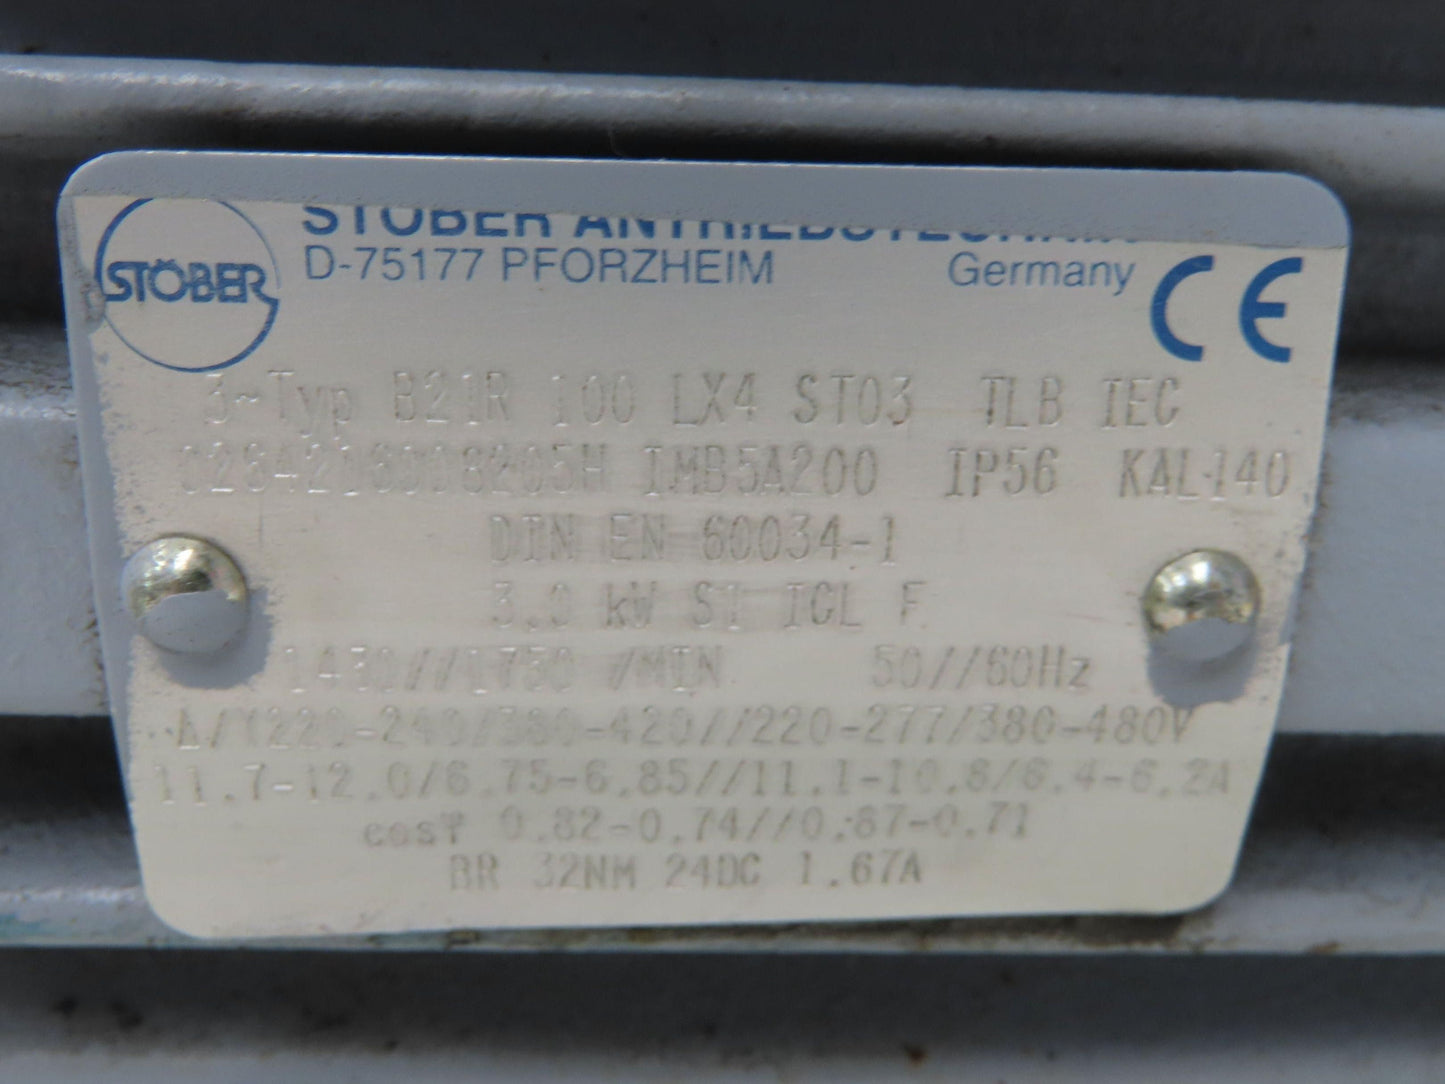 STÖBER ANTRIEBSTECHNIK
STÖBER
D-75177 PFORZHEIM Germany
CE
3~Typ B21R 100 LX4 ST03 TLB IEC
IMB5A200 IP56 KAL-140
DIN EN 60034-1
3.0 kW S1 ICL F
1430//1730 /MIN 50//60Hz
Δ/Y220-240/380-420//220-277/380-480V
11.7-12.0/6.75-6.85//11.1-10.8/6.4-6.2A
0.82-0.74//0.87-0.71
BR 32NM 24DC 1.67A